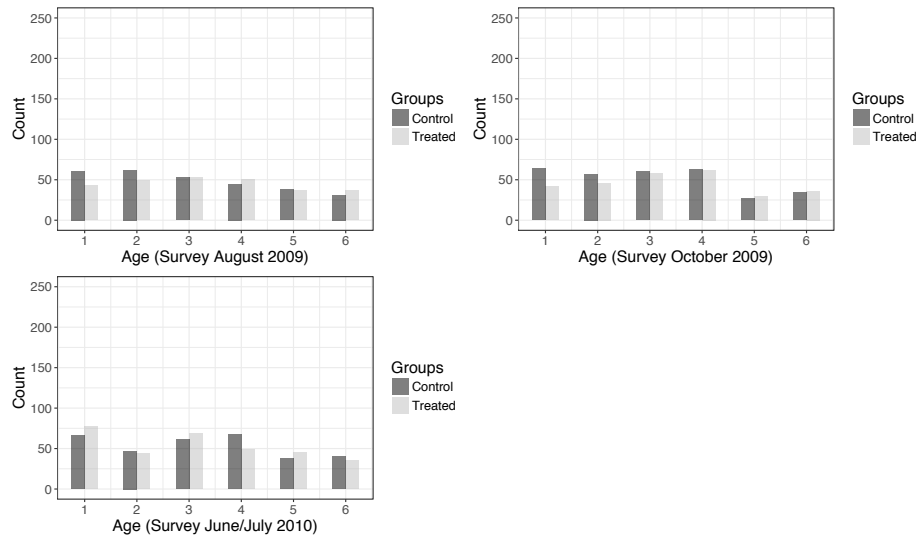 250
200
150
100
50
0
Count
1 2 3 4 5 6
Age (Survey August 2009)
Groups
Control
Treated
250
200
150
100
50
0
Count
1 2 3 4 5 6
Age (Survey October 2009)
Groups
Control
Treated
250
200
150
100
50
0
Count
1 2 3 4 5 6
Age (Survey June/July 2010)
Groups
Control
Treated